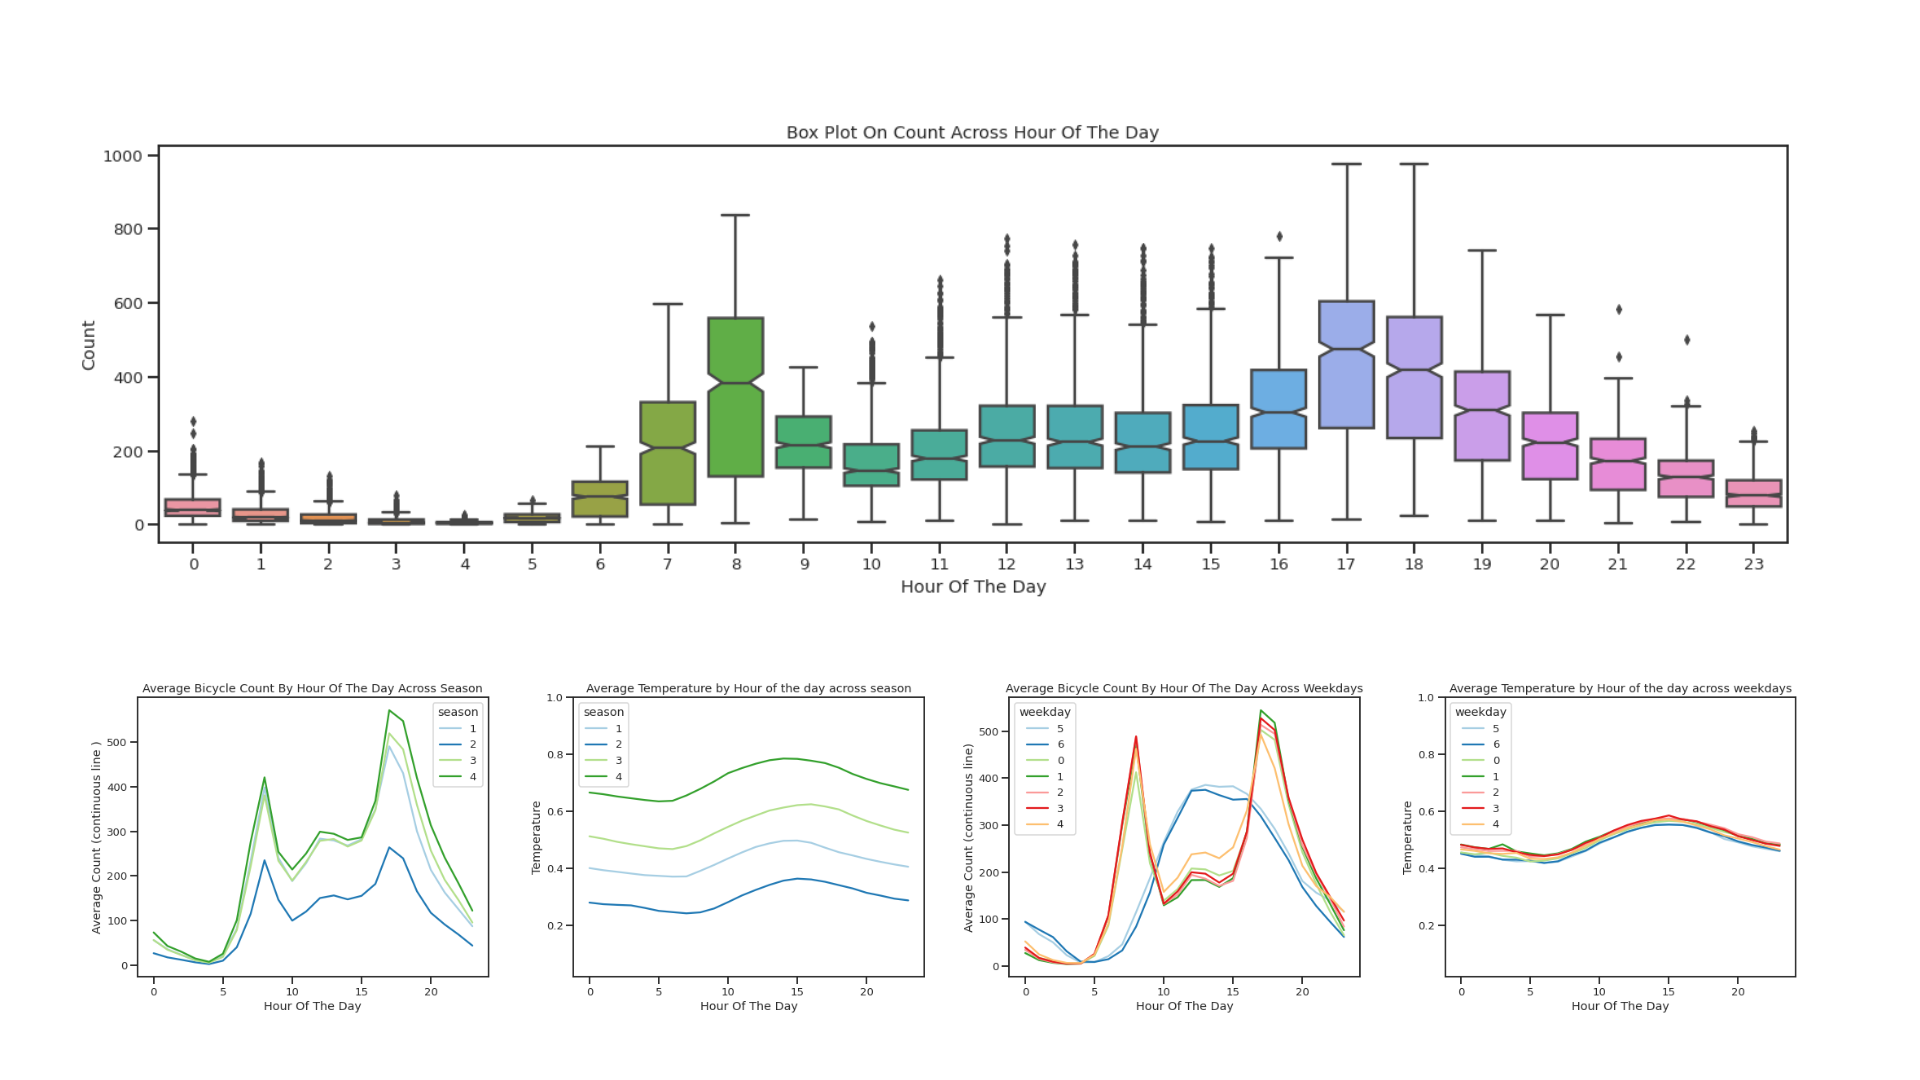 Box Plot On Count Across Hour Of The Day
1000
800
600
400
200
0
Count
0 1 2 3 4 5 6 7 8 9 10 11 12 13 14 15 16 17 18 19 20 21 22 23
Hour Of The Day
Average Bicycle Count By Hour Of The Day Across Season
season
1
2
3
4
500
400
300
200
100
0
Average Count (continuous line )
0 5 10 15 20
Hour Of The Day
Average Temperature by Hour of the day across season
season
1
2
3
4
1.0
0.8
0.6
0.4
0.2
Temperature
0 5 10 15 20
Hour Of The Day
Average Bicycle Count By Hour Of The Day Across Weekdays
weekday
5
6
0
1
2
3
4
500
400
300
200
100
0
Average Count (continuous line)
0 5 10 15 20
Hour Of The Day
Average Temperature by Hour of the day across weekdays
weekday
5
6
0
1
2
3
4
1.0
0.8
0.6
0.4
0.2
Temperature
0 5 10 15 20
Hour Of The Day